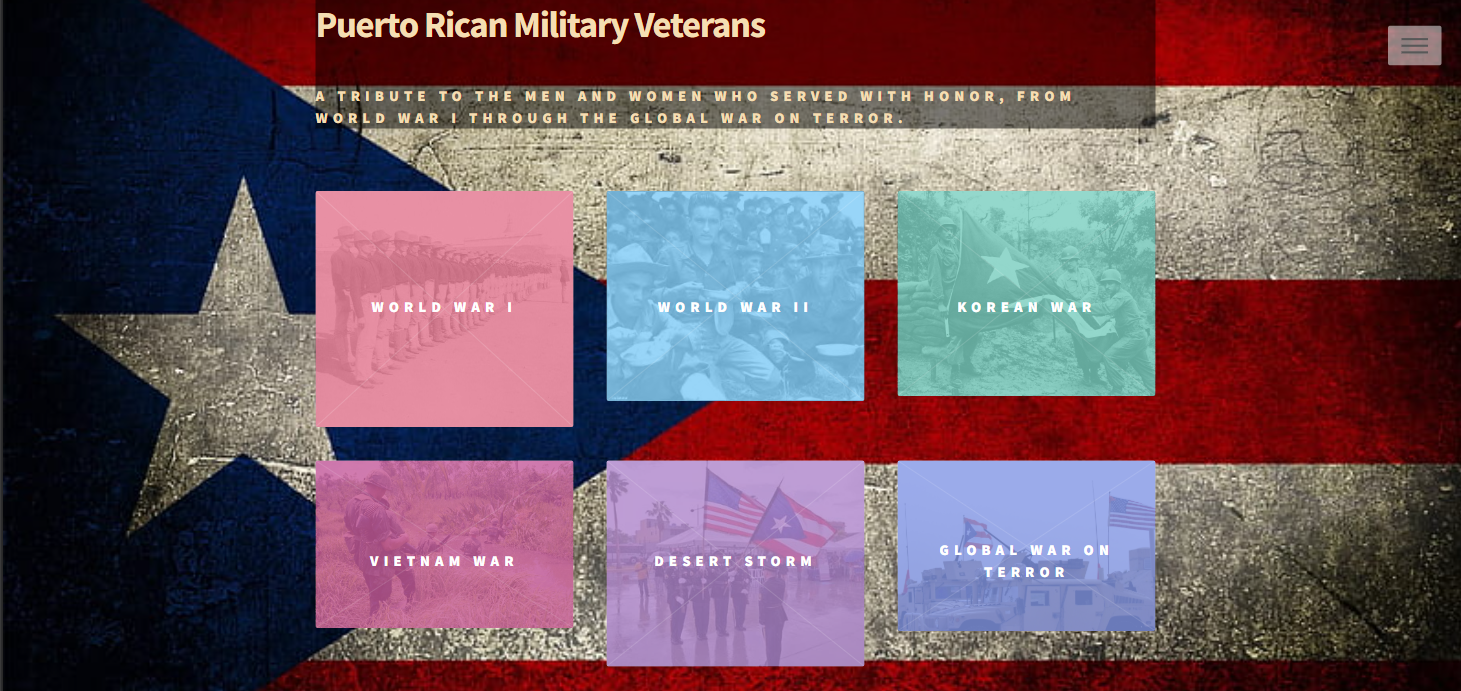 Puerto Rican Military Veterans
A TRIBUTE TO THE MEN AND WOMEN WHO SERVED WITH HONOR, FROM
WORLD WAR I THROUGH THE GLOBAL WAR ON TERROR.
WORLD WAR I
WORLD WAR II
KOREAN WAR
VIETNAM WAR
DESERT STORM
GLOBAL WAR ON
TERROR